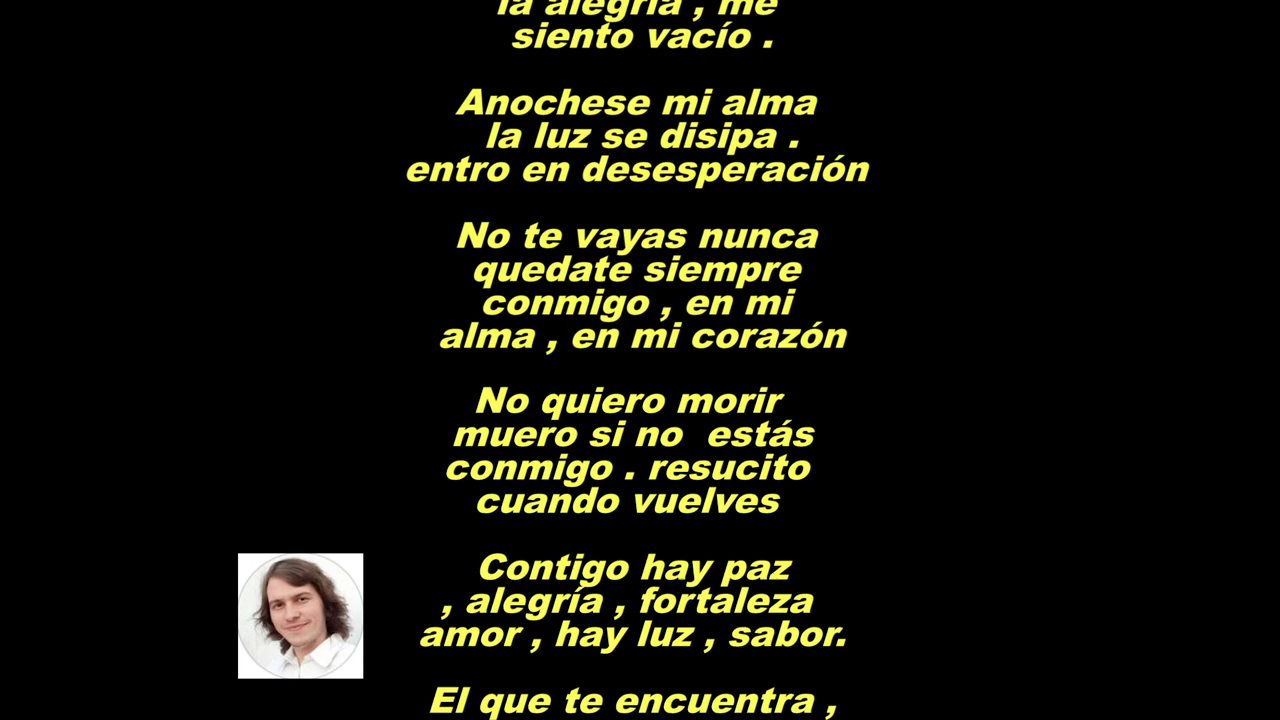 la alegría , me
siento vacío .
Anochese mi alma
la luz se disipa .
entro en desesperación
No te vayas nunca
quedate siempre
conmigo , en mi
alma , en mi corazón
No quiero morir
muero si no  estás
conmigo . resucito
cuando vuelves
Contigo hay paz
, alegría , fortaleza
amor , hay luz , sabor.
El que te encuentra ,